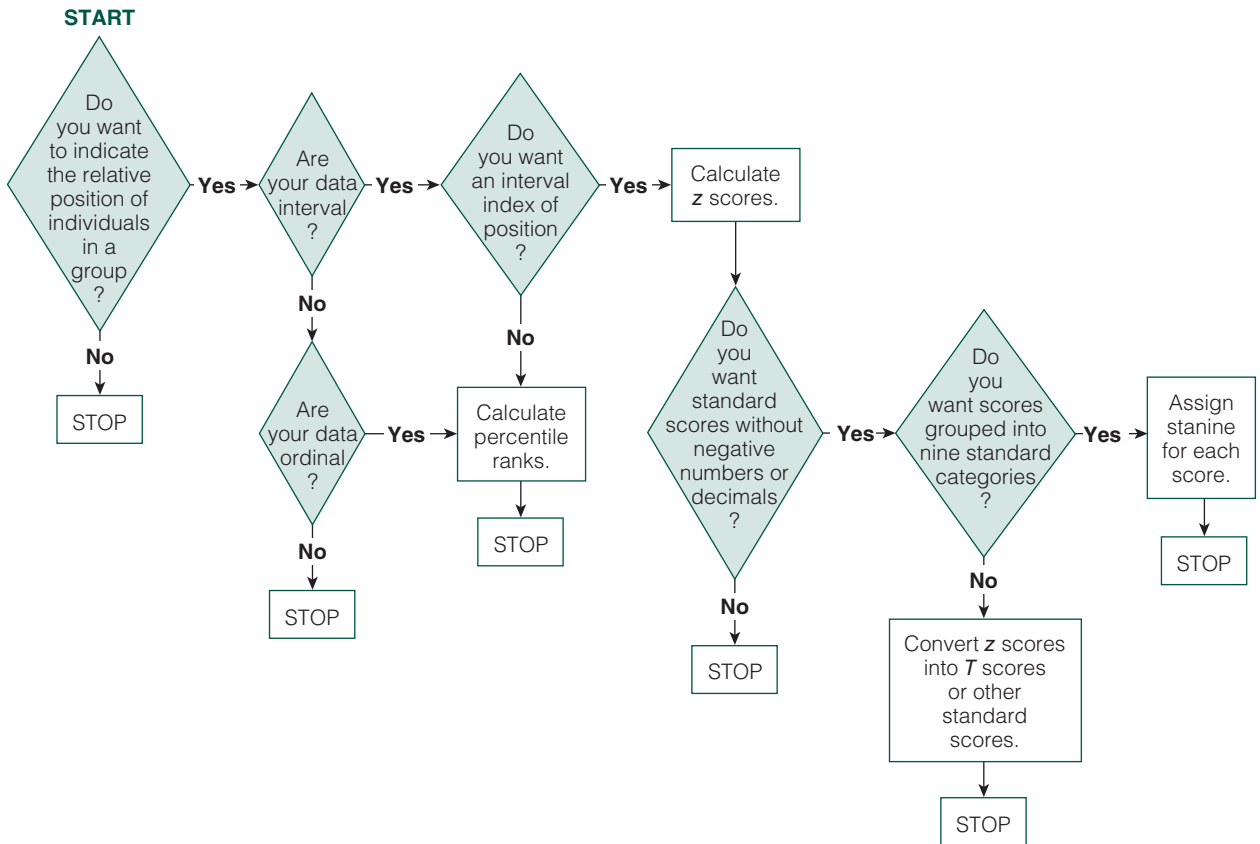 START
Do
you want
to indicate
the relative
position of
individuals
in a
group
?
Yes
No
STOP
Are
your data
interval
?
Yes
No
Are
your data
ordinal
?
Yes
No
STOP
Do
you want
an interval
index of
position
?
Yes
No
Calculate
percentile
ranks.
STOP
Calculate
z scores.
Do
you
want
standard
scores without
negative
numbers or
decimals
?
Yes
No
STOP
Do
you
want scores
grouped into
nine standard
categories
?
Yes
No
Assign
stanine
for each
score.
STOP
Convert z scores
into T scores
or other
standard
scores.
STOP